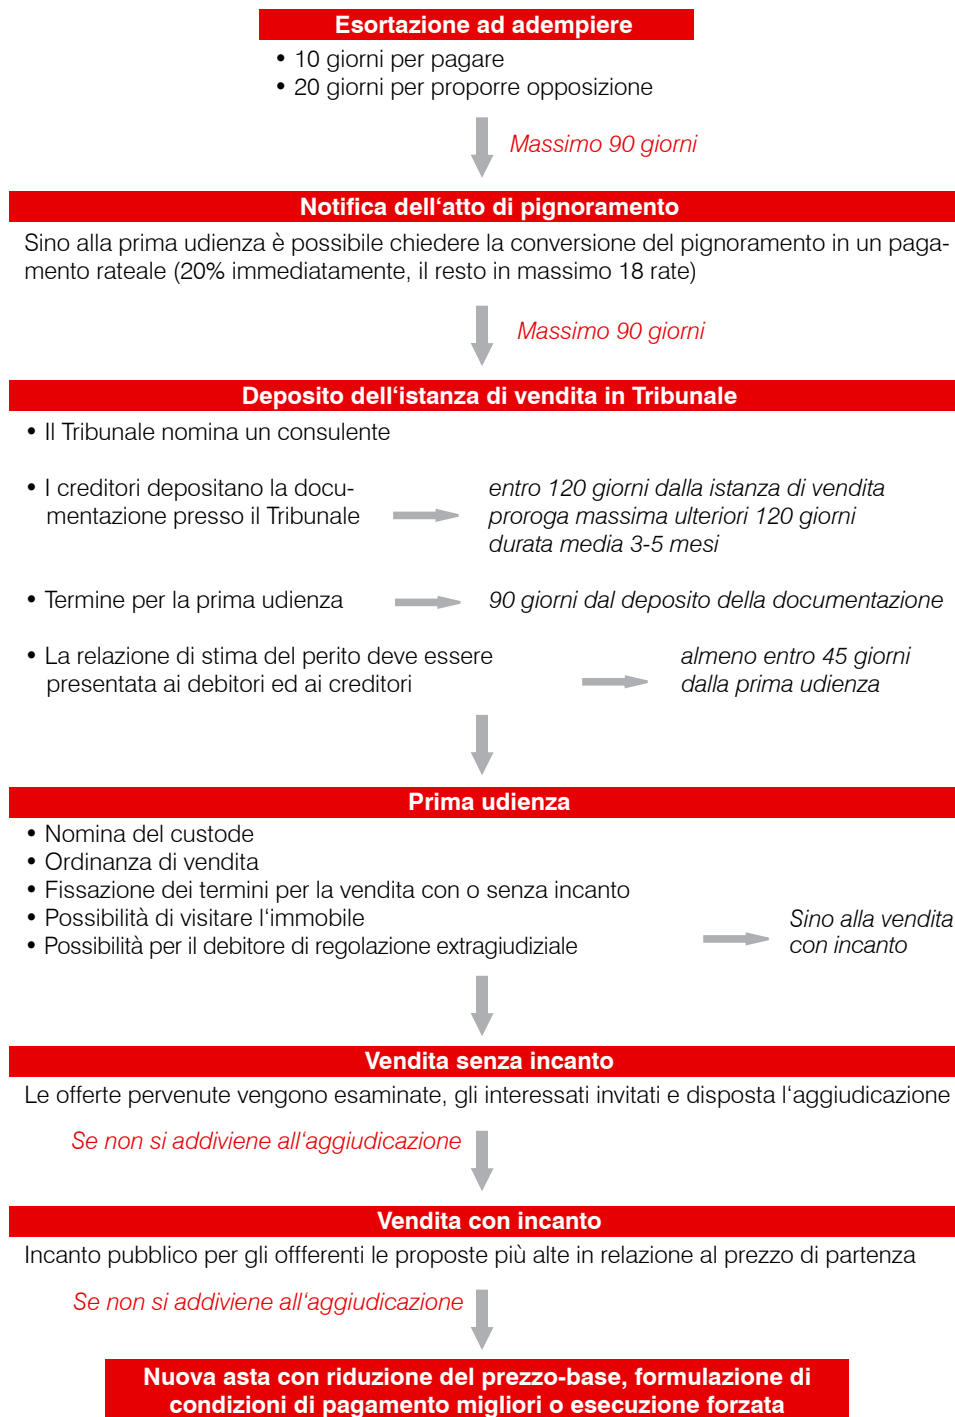 Esortazione ad adempiere
• 10 giorni per pagare
• 20 giorni per proporre opposizione
Massimo 90 giorni
Notifica dell‘atto di pignoramento
Sino alla prima udienza è possibile chiedere la conversione del pignoramento in un paga-
mento rateale (20% immediatamente, il resto in massimo 18 rate)
Massimo 90 giorni
Deposito dell‘istanza di vendita in Tribunale
• Il Tribunale nomina un consulente
• I creditori depositano la docu-
mentazione presso il Tribunale
entro 120 giorni dalla istanza di vendita
proroga massima ulteriori 120 giorni
durata media 3-5 mesi
• Termine per la prima udienza
90 giorni dal deposito della documentazione
• La relazione di stima del perito deve essere
presentata ai debitori ed ai creditori
almeno entro 45 giorni
dalla prima udienza
Prima udienza
• Nomina del custode
• Ordinanza di vendita
• Fissazione dei termini per la vendita con o senza incanto
• Possibilità di visitare l‘immobile
• Possibilità per il debitore di regolazione extragiudiziale
Sino alla vendita
con incanto
Vendita senza incanto
Le offerte pervenute vengono esaminate, gli interessati invitati e disposta l‘aggiudicazione
Se non si addiviene all‘aggiudicazione
Vendita con incanto
Incanto pubblico per gli offferenti le proposte più alte in relazione al prezzo di partenza
Se non si addiviene all‘aggiudicazione
Nuova asta con riduzione del prezzo-base, formulazione di
condizioni di pagamento migliori o esecuzione forzata